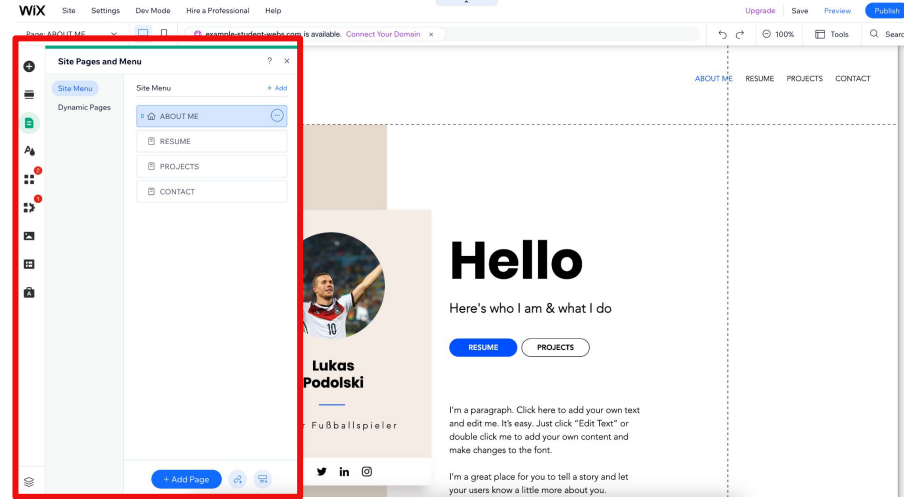 WiX Site Settings Dev Mode Hire a Professional Help Upgrade Save Preview Publish
Page: ABOUT ME example-student-webs.com is available. Connect Your Domain × 100% Tools Searc
Site Pages and Menu ? ×
ABOUT ME RESUME PROJECTS CONTACT
Site Menu
Dynamic Pages
Site Menu + Add
ABOUT ME
RESUME
PROJECTS
CONTACT
2
1
A
10
Lukas
Podolski
Fußballspieler
Hello
Here's who I am & what I do
RESUME PROJECTS
I'm a paragraph. Click here to add your own text
and edit me. It's easy. Just click "Edit Text" or
double click me to add your own content and
make changes to the font.
I'm a great place for you to tell a story and let
your users know a little more about you.
+ Add Page
in